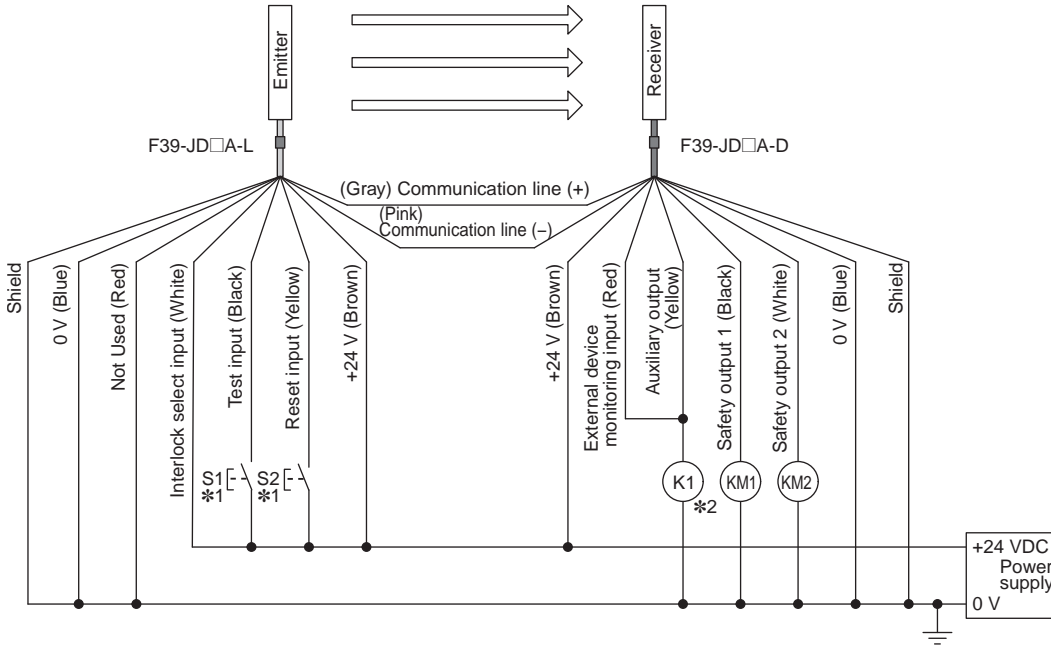 Emitter
Receiver
F39-JD□A-L
F39-JD□A-D
(Gray) Communication line (+)
(Pink)
Communication line (–)
Shield
0 V (Blue)
Not Used (Red)
Interlock select input (White)
Test input (Black)
Reset input (Yellow)
+24 V (Brown)
+24 V (Brown)
External device
monitoring input (Red)
Auxiliary output
(Yellow)
Safety output 1 (Black)
Safety output 2 (White)
0 V (Blue)
Shield
S1
✱1
S2
✱1
K1
✱2
KM1
KM2
+24 VDC
Power
supply
0 V